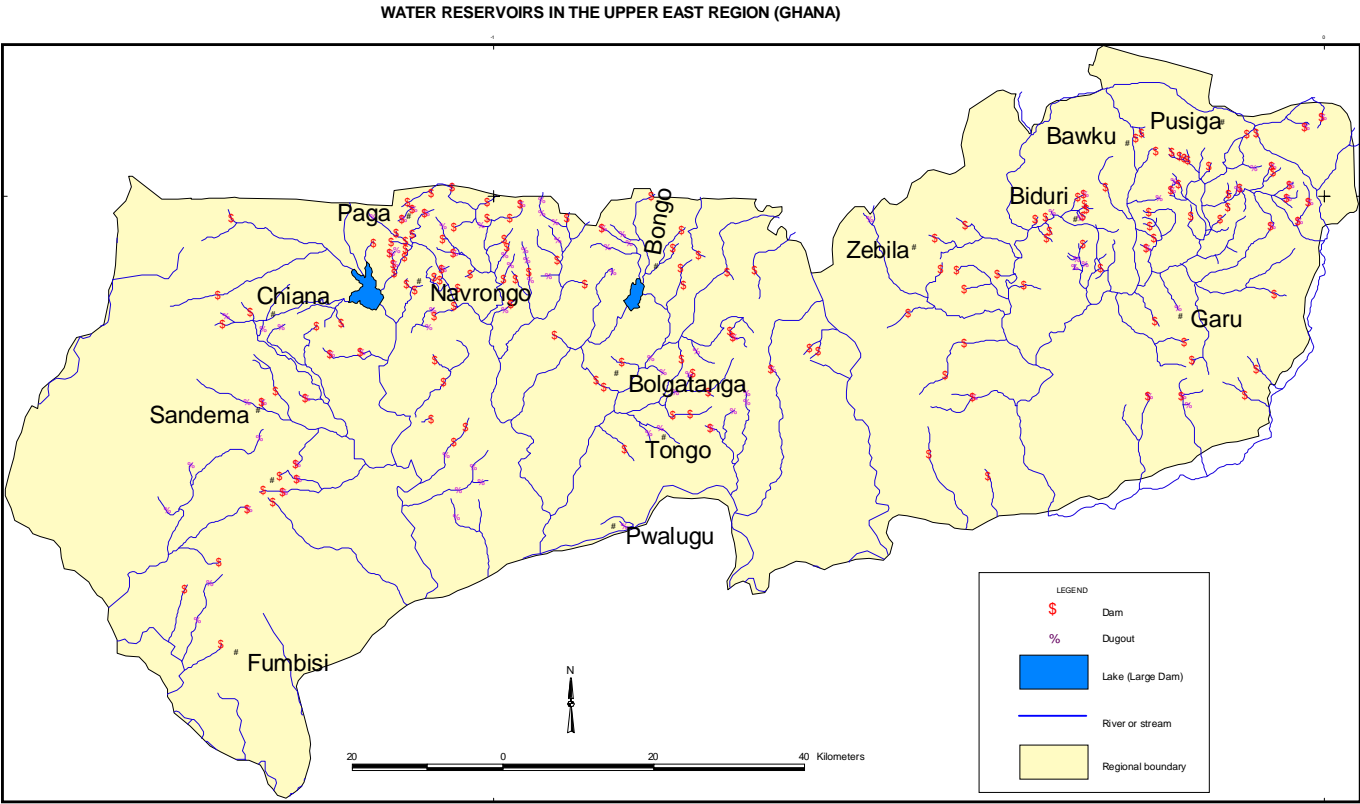 WATER RESERVOIRS IN THE UPPER EAST REGION (GHANA)
-1
0
Pusiga
Bawku
Biduri
Paga
Bongo
Zebila
Chiana
Navrongo
Garu
Bolgatanga
Sandema
Tongo
Pwalugu
Fumbisi
N
20 0 20 40 Kilometers
LEGEND
$ Dam
% Dugout
Lake (Large Dam)
River or stream
Regional boundary